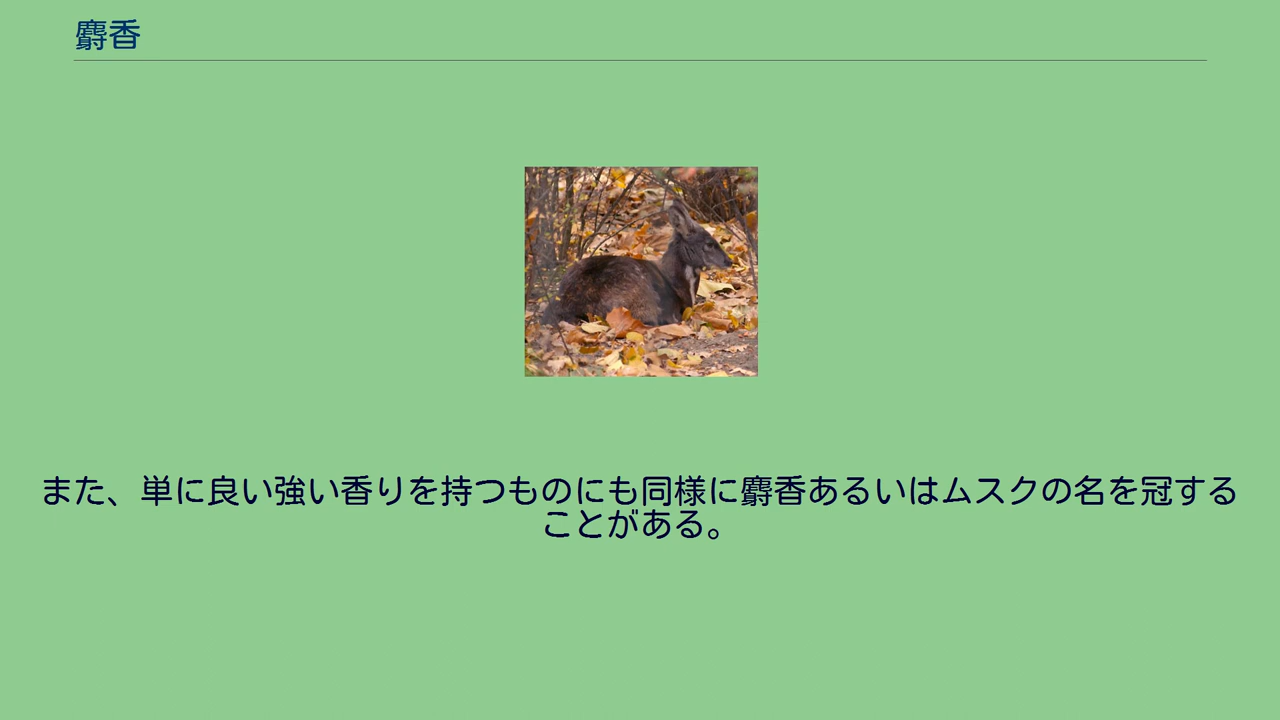 麝香
また、単に良い強い香りを持つものにも同様に麝香あるいはムスクの名を冠する
ことがある。